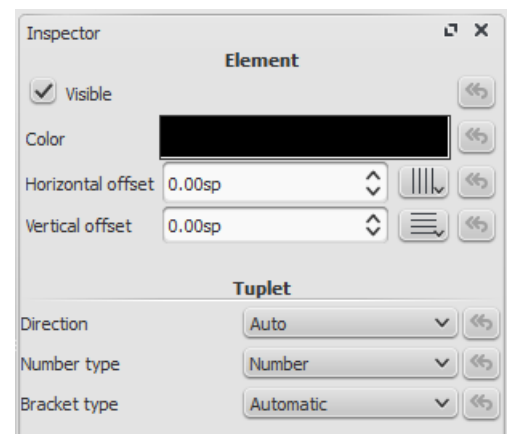 Inspector
Element
Visible
Color
Horizontal offset 0.00sp
Vertical offset 0.00sp
Tuplet
Direction Auto
Number type Number
Bracket type Automatic